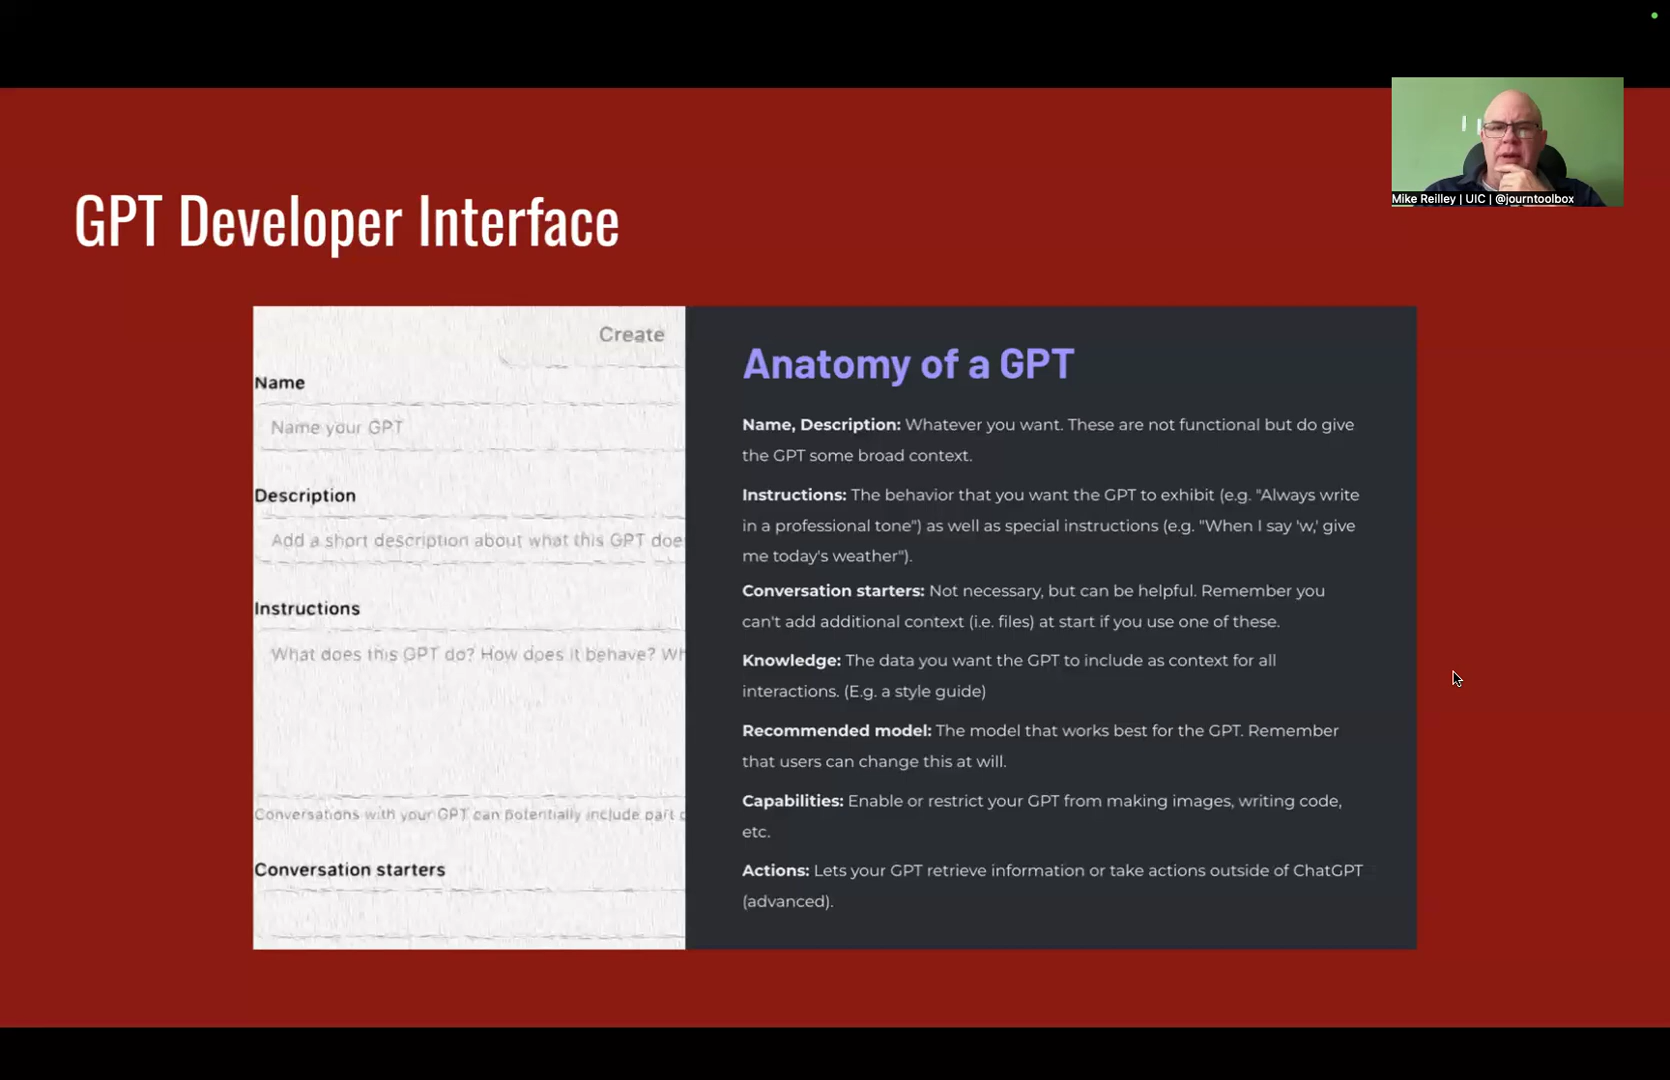 Mike Reilley | UIC | @journtoolbox
GPT Developer Interface
Create
Name
Name your GPT
Description
Add a short description about what this GPT doe
Instructions
What does this GPT do? How does it behave? Wh
Conversations with your GPT can potentially include part
Conversation starters
Anatomy of a GPT
Name, Description: Whatever you want. These are not functional but do give
the GPT some broad context.
Instructions: The behavior that you want the GPT to exhibit (e.g. "Always write
in a professional tone") as well as special instructions (e.g. "When I say 'w,' give
me today's weather").
Conversation starters: Not necessary, but can be helpful. Remember you
can't add additional context (i.e. files) at start if you use one of these.
Knowledge: The data you want the GPT to include as context for all
interactions. (E.g. a style guide)
Recommended model: The model that works best for the GPT. Remember
that users can change this at will.
Capabilities: Enable or restrict your GPT from making images, writing code,
etc.
Actions: Lets your GPT retrieve information or take actions outside of ChatGPT
(advanced).